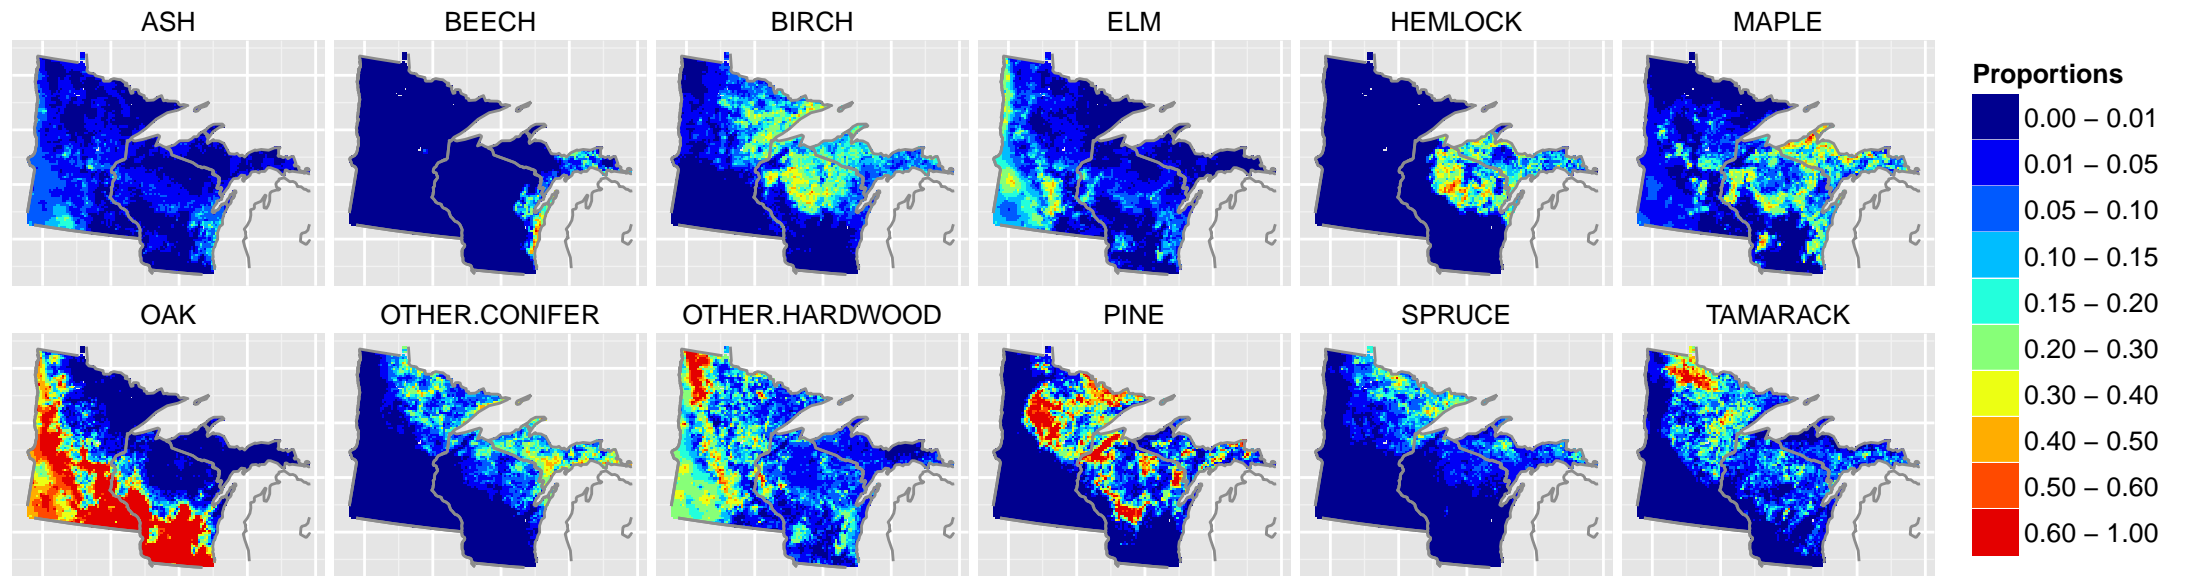 ASH
BEECH
BIRCH
ELM
HEMLOCK
MAPLE
OAK
OTHER.CONIFER
OTHER.HARDWOOD
PINE
SPRUCE
TAMARACK
Proportions
0.00 − 0.01
0.01 − 0.05
0.05 − 0.10
0.10 − 0.15
0.15 − 0.20
0.20 − 0.30
0.30 − 0.40
0.40 − 0.50
0.50 − 0.60
0.60 − 1.00